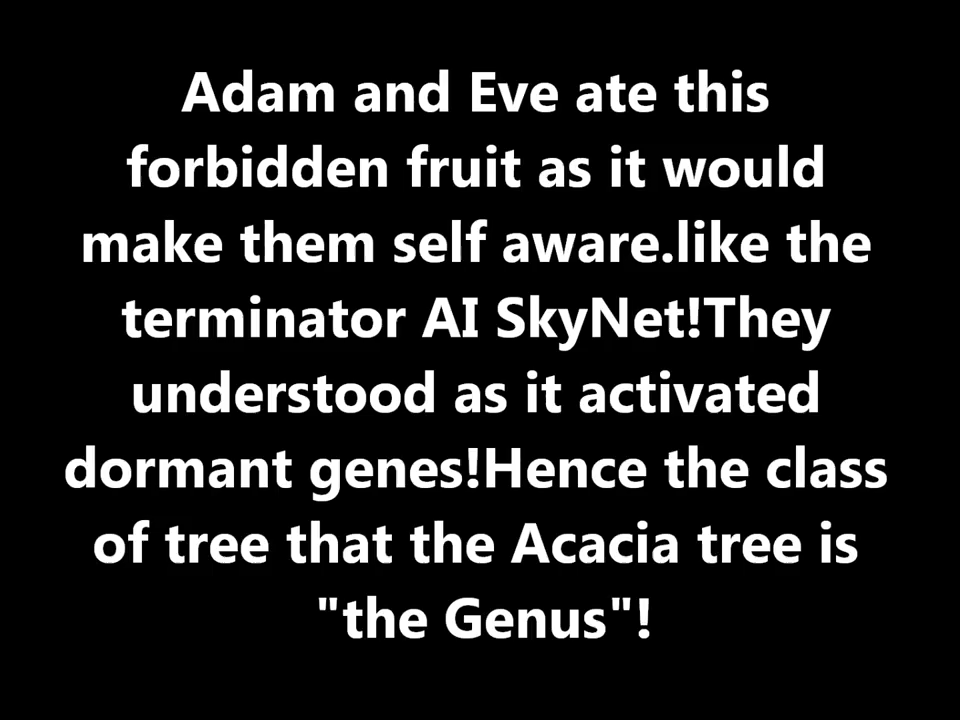 Adam and Eve ate this
forbidden fruit as it would
make them self aware.like the
terminator AI SkyNet!They
understood as it activated
dormant genes!Hence the class
of tree that the Acacia tree is
"the Genus"!